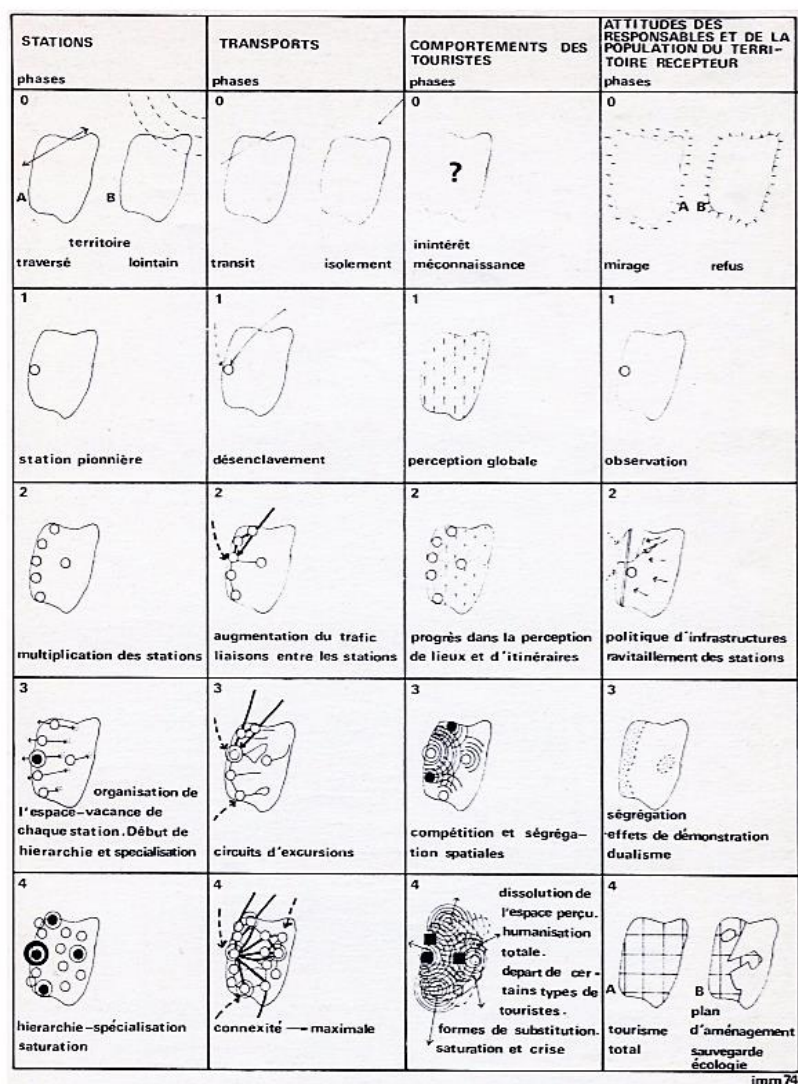 STATIONS
phases
TRANSPORTS
phases
COMPORTEMENTS DES
TOURISTES
phases
ATTITUDES DES
RESPONSABLES ET DE LA
POPULATION DU TERRI-
TOIRE RECEPTEUR
phases
0
A
B
territoire
traversé lointain
0
transit isolement
0
?
inintérêt
méconnaissance
0
A B
mirage refus
1
station pionnière
1
désenclavement
1
perception globale
1
observation
2
multiplication des stations
2
augmentation du trafic
liaisons entre les stations
2
progrès dans la perception
de lieux et d'itinéraires
2
politique d'infrastructures
ravitaillement des stations
3
organisation de
l'espace-vacance de
chaque station. Début de
hierarchie et specialisation
3
circuits d'excursions
3
compétition et ségréga-
tion spatiales
3
ségrégation
effets de démonstration
dualisme
4
hierarchie-spécialisation
saturation
4
connexité — maximale
4
dissolution de
l'espace perçu.
humanisation
totale.
depart de cer-
tains types de
touristes.
formes de substitution.
saturation et crise
4
A
tourisme
total
B
plan
d'aménagement
sauvegarde
écologie
imm 74